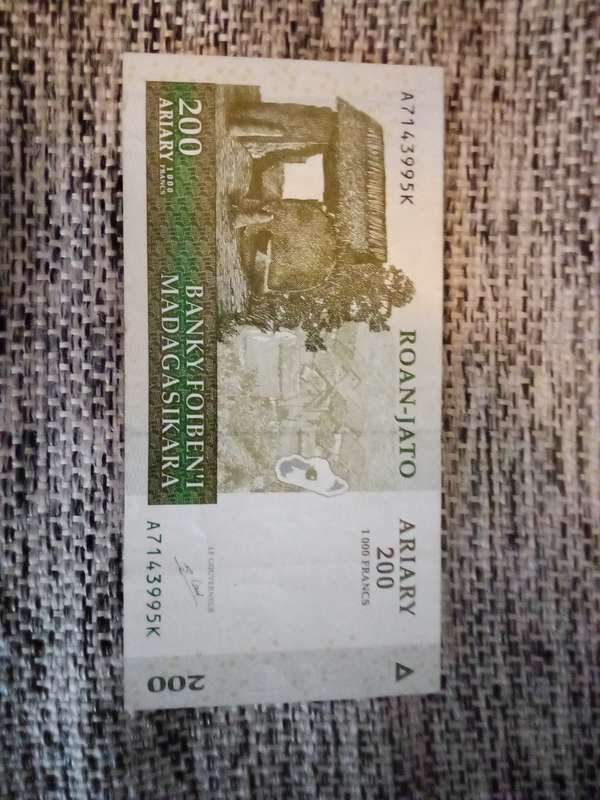 A7143995K
ROAN-JATO
ARIARY
200
1 000 FRANCS
LE GOUVERNEUR
200
ARIARY
1 000
FRANCS
BANKY FOIBEN'I
MADAGASIKARA
A7143995K
200